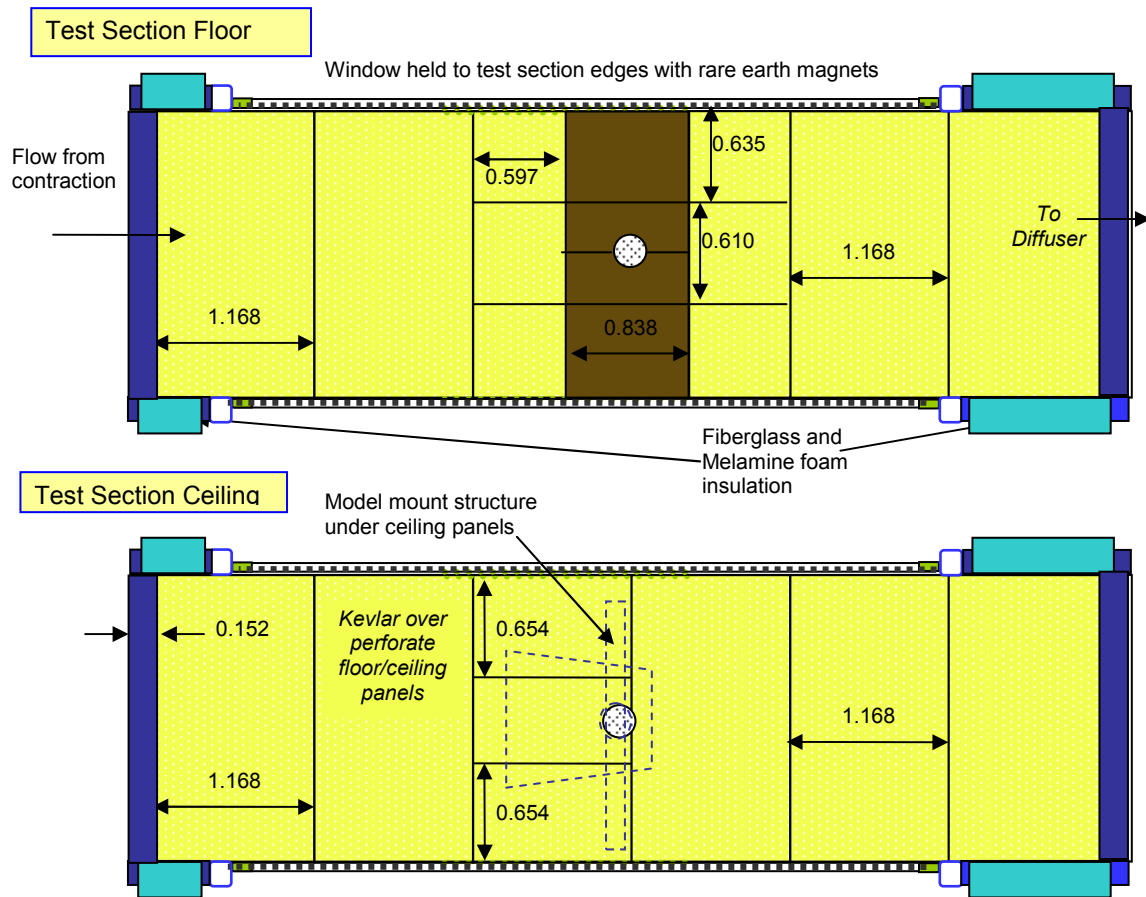 Test Section Floor
Window held to test section edges with rare earth magnets
Flow from
contraction
0.635
0.597
0.610
To
Diffuser
1.168
1.168
0.838
Fiberglass and
Melamine foam
insulation
Test Section Ceiling
Model mount structure
under ceiling panels
0.152
Kevlar over
perforate
floor/ceiling
panels
0.654
1.168
1.168
0.654